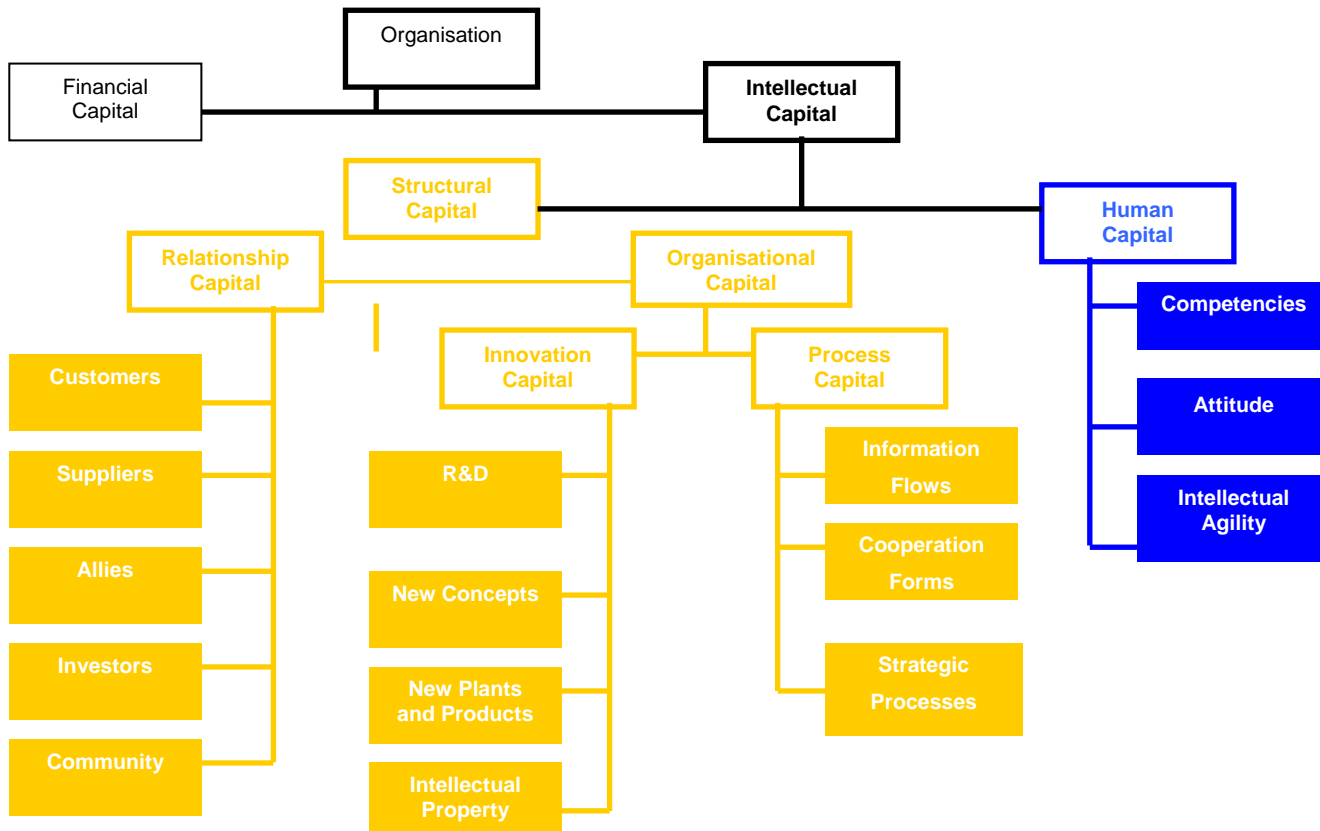 Organisation
Financial
Capital
Intellectual
Capital
Structural
Capital
Human
Capital
Relationship
Capital
Organisational
Capital
Competencies
Innovation
Capital
Process
Capital
Customers
Attitude
Information
Flows
Suppliers
R&D
Intellectual
Agility
Cooperation
Forms
Allies
New Concepts
Investors
Strategic
Processes
New Plants
and Products
Community
Intellectual
Property